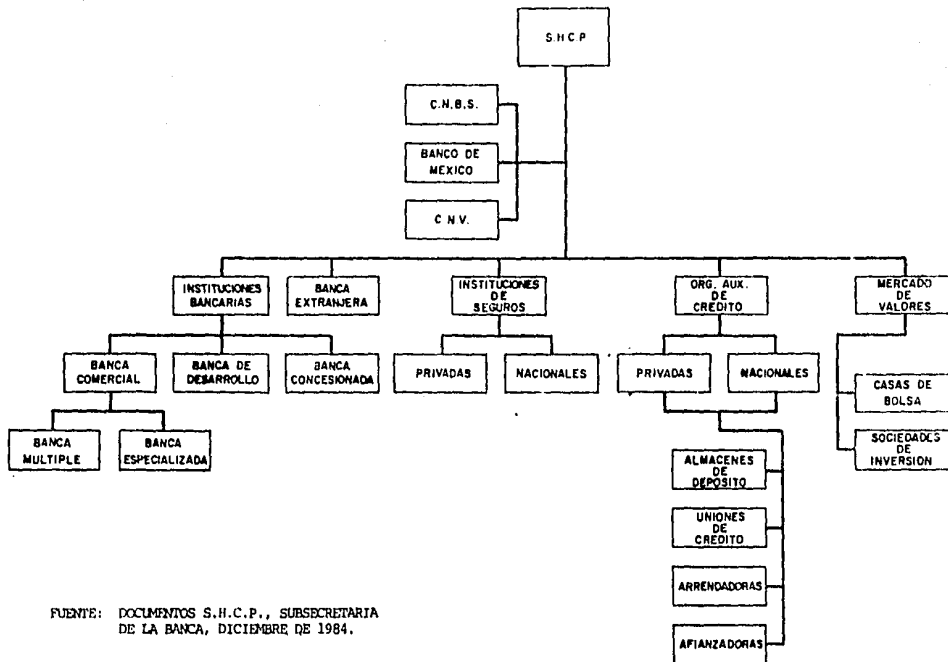 S.H.C.P
C.N.B.S.
BANCO DE
MEXICO
C.N.V.
INSTITUCIONES
BANCARIAS
BANCA
EXTRANJERA
INSTITUCIONES
DE
SEGUROS
ORG. AUX.
DE
CREDITO
MERCADO
DE
VALORES
BANCA
COMERCIAL
BANCA DE
DESARROLLO
BANCA
CONCESIONADA
PRIVADAS
NACIONALES
PRIVADAS
NACIONALES
CASAS DE
BOLSA
BANCA
MULTIPLE
BANCA
ESPECIALIZADA
SOCIEDADES
DE
INVERSION
ALMACENES
DE
DEPOSITO
UNIONES
DE
CREDITO
ARRENDADORAS
AFIANZADORAS
FUENTE: DOCUMENTOS S.H.C.P., SUBSECRETARIA
DE LA BANCA, DICIEMBRE DE 1984.